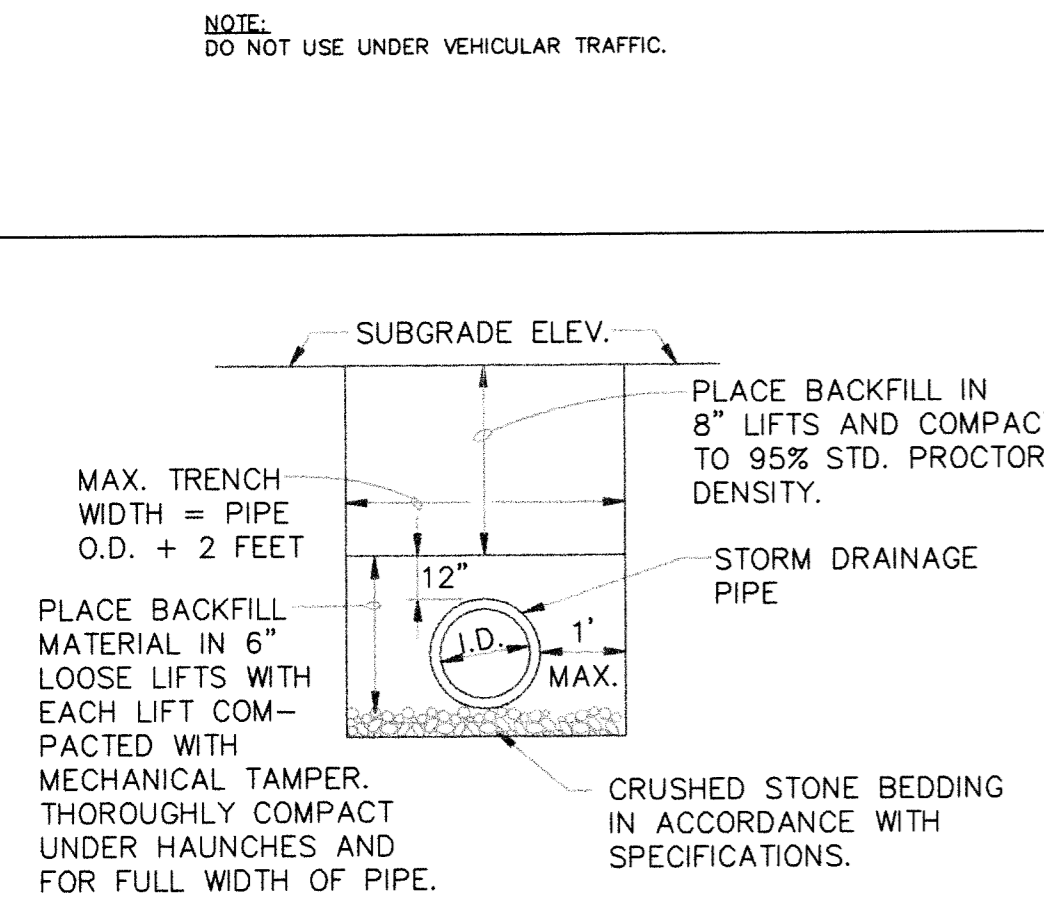 NOTE:
DO NOT USE UNDER VEHICULAR TRAFFIC.
SUBGRADE ELEV.
PLACE BACKFILL IN
8" LIFTS AND COMPAC
TO 95% STD. PROCTOR
DENSITY.
MAX. TRENCH
WIDTH = PIPE
O.D. + 2 FEET
12"
STORM DRAINAGE
PIPE
PLACE BACKFILL
MATERIAL IN 6"
LOOSE LIFTS WITH
EACH LIFT COM-
PACTED WITH
MECHANICAL TAMPER.
THOROUGHLY COMPACT
UNDER HAUNCHES AND
FOR FULL WIDTH OF PIPE.
I.D.
1'
MAX.
CRUSHED STONE BEDDING
IN ACCORDANCE WITH
SPECIFICATIONS.